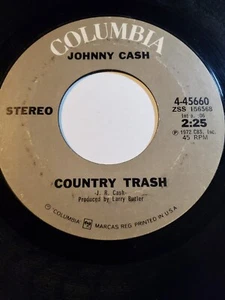 COLUMBIA
JOHNNY CASH
STEREO
4-45660
ZSS 156568
2:25
Ⓟ 1972 CBS, Inc.
45 RPM
COUNTRY TRASH
-J. R. Cash-
Produced by Larry Butler
"COLUMBIA" MARCAS REG. PRINTED IN U.S.A.